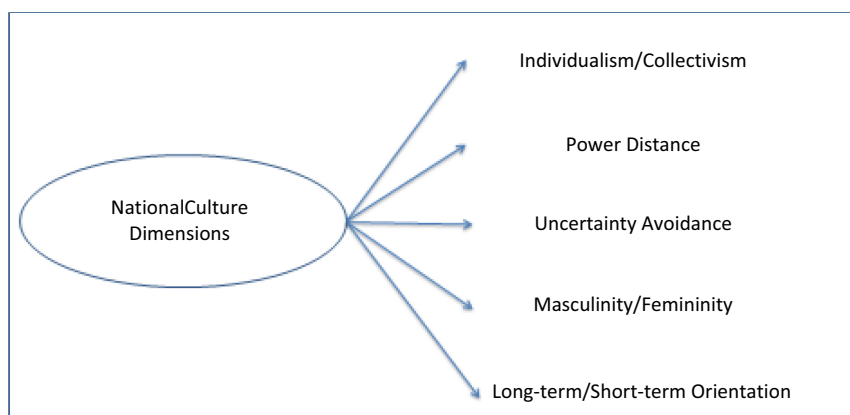 Individualism/Collectivism
Power Distance
NationalCulture
Dimensions
Uncertainty Avoidance
Masculinity/Femininity
Long-term/Short-term Orientation